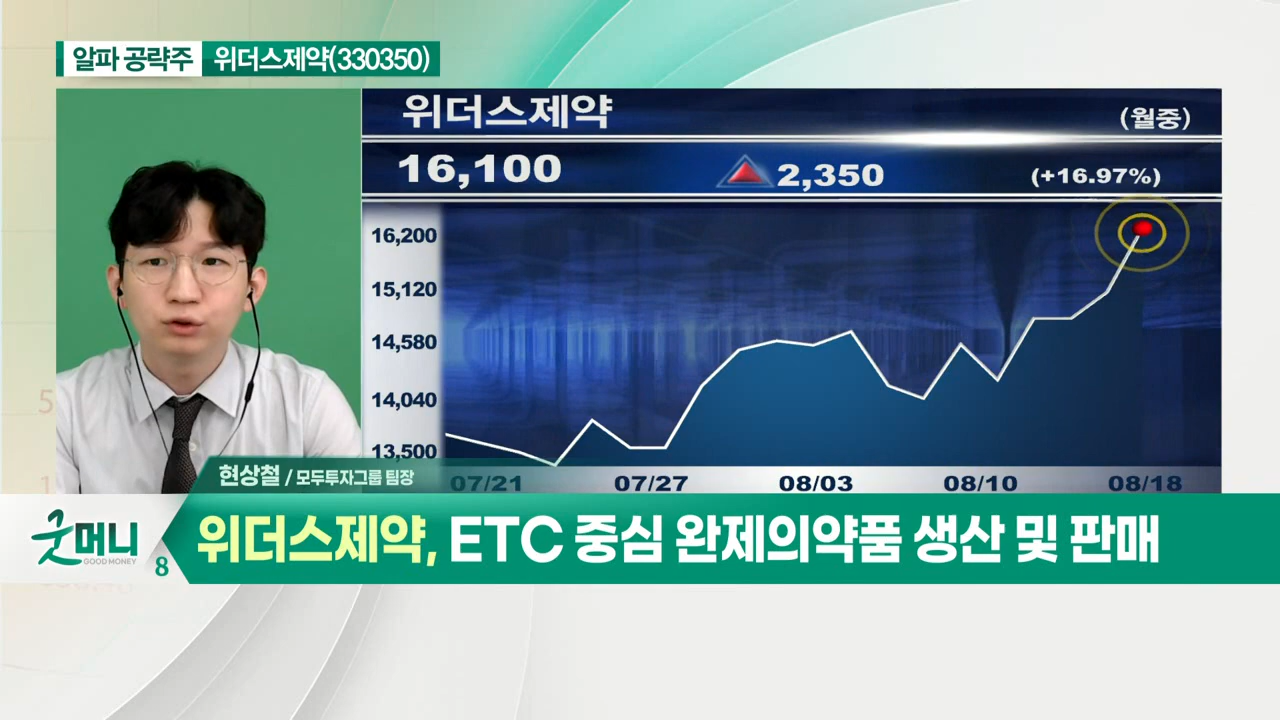 알파 공략주 위더스제약(330350)
위더스제약 (월중)
16,100 2,350 (+16.97%)
16,200
15,120
14,580
14,040
13,500
07/21 07/27 08/03 08/10 08/18
현상철 / 모두투자그룹 팀장
굿머니
GOOD MONEY
8
위더스제약, ETC 중심 완제의약품 생산 및 판매